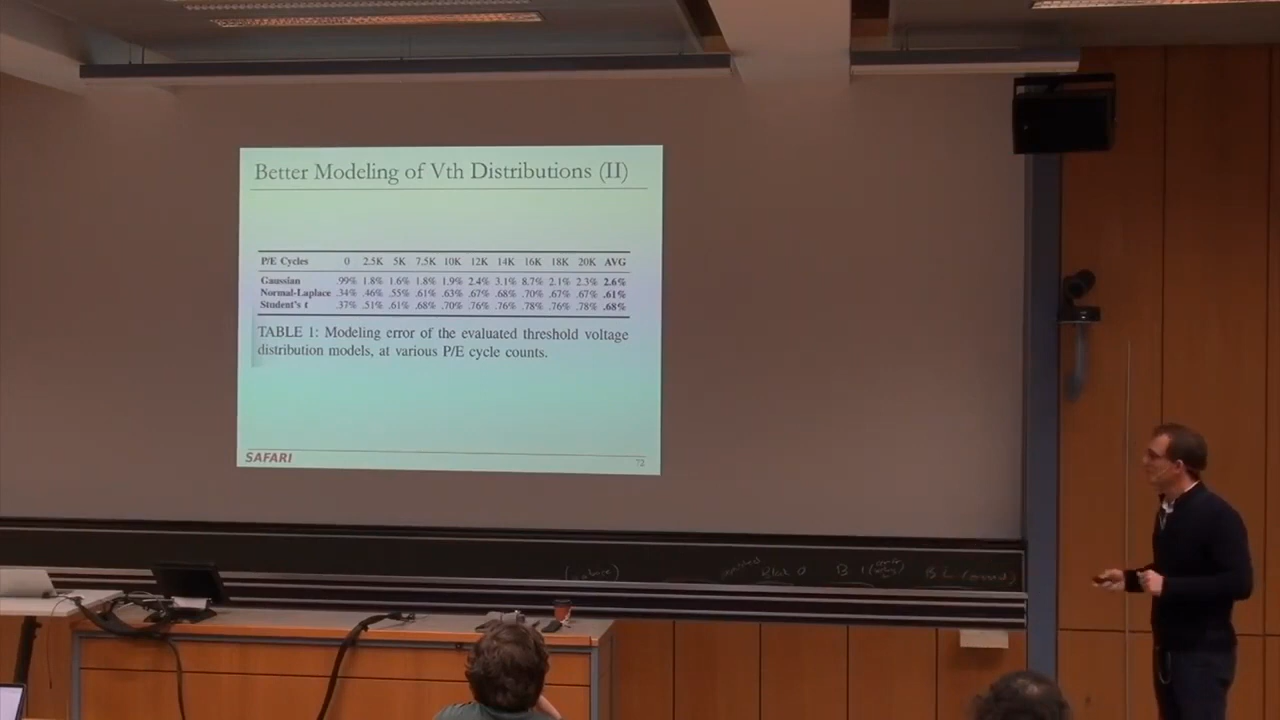 Better Modeling of Vth Distributions (II)
P/E Cycles 0 2.5K 5K 7.5K 10K 12K 14K 16K 18K 20K AVG
Gaussian .99% 1.8% 1.6% 1.8% 1.9% 2.4% 3.1% 8.7% 2.1% 2.3% 2.6%
Normal-Laplace .34% .46% .55% .61% .63% .67% .68% .70% .67% .67% .61%
Student's t .37% .51% .61% .68% .70% .76% .76% .78% .76% .78% .68%
TABLE 1: Modeling error of the evaluated threshold voltage
distribution models, at various P/E cycle counts.
SAFARI
72